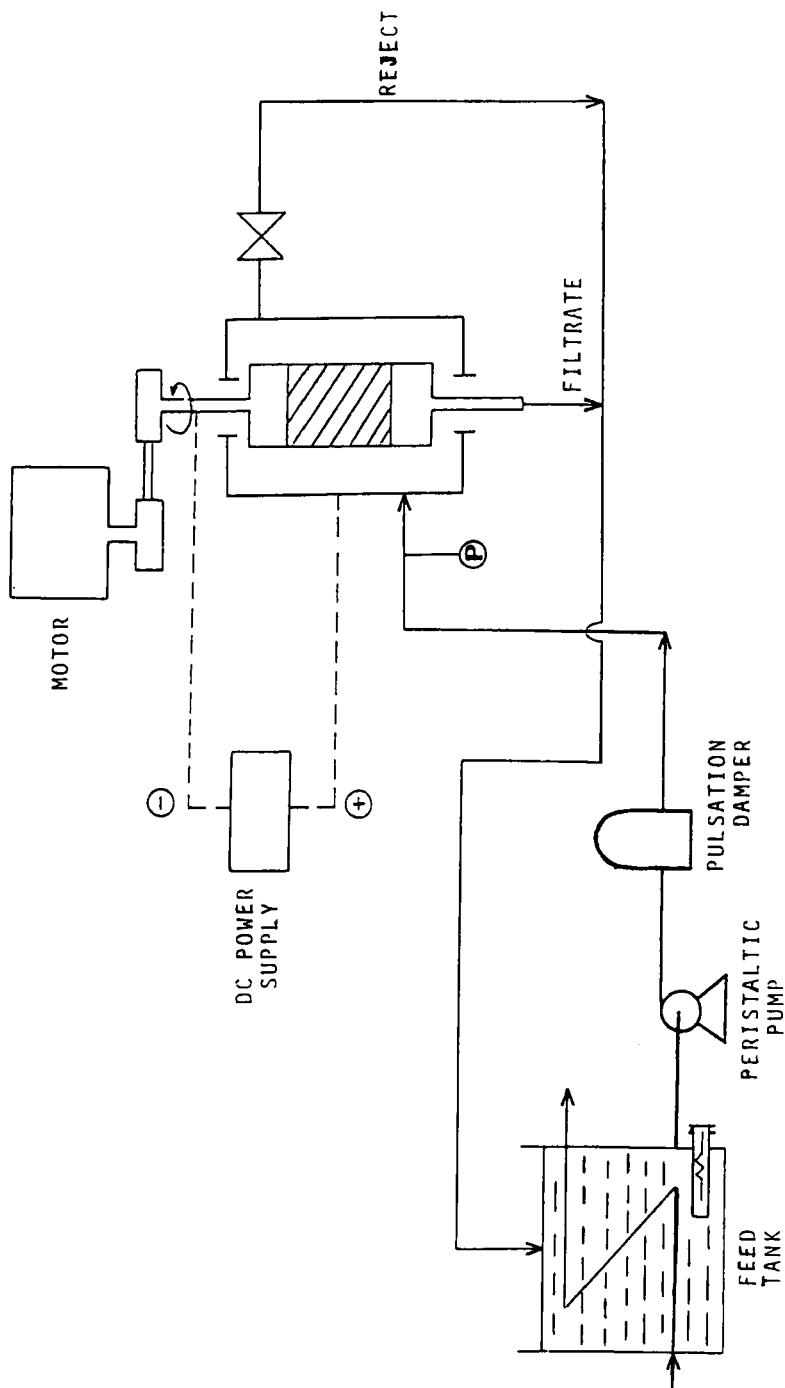 MOTOR
REJECT
FILTRATE
P
−
+
DC POWER
SUPPLY
PULSATION
DAMPER
PERISTALTIC
PUMP
FEED
TANK